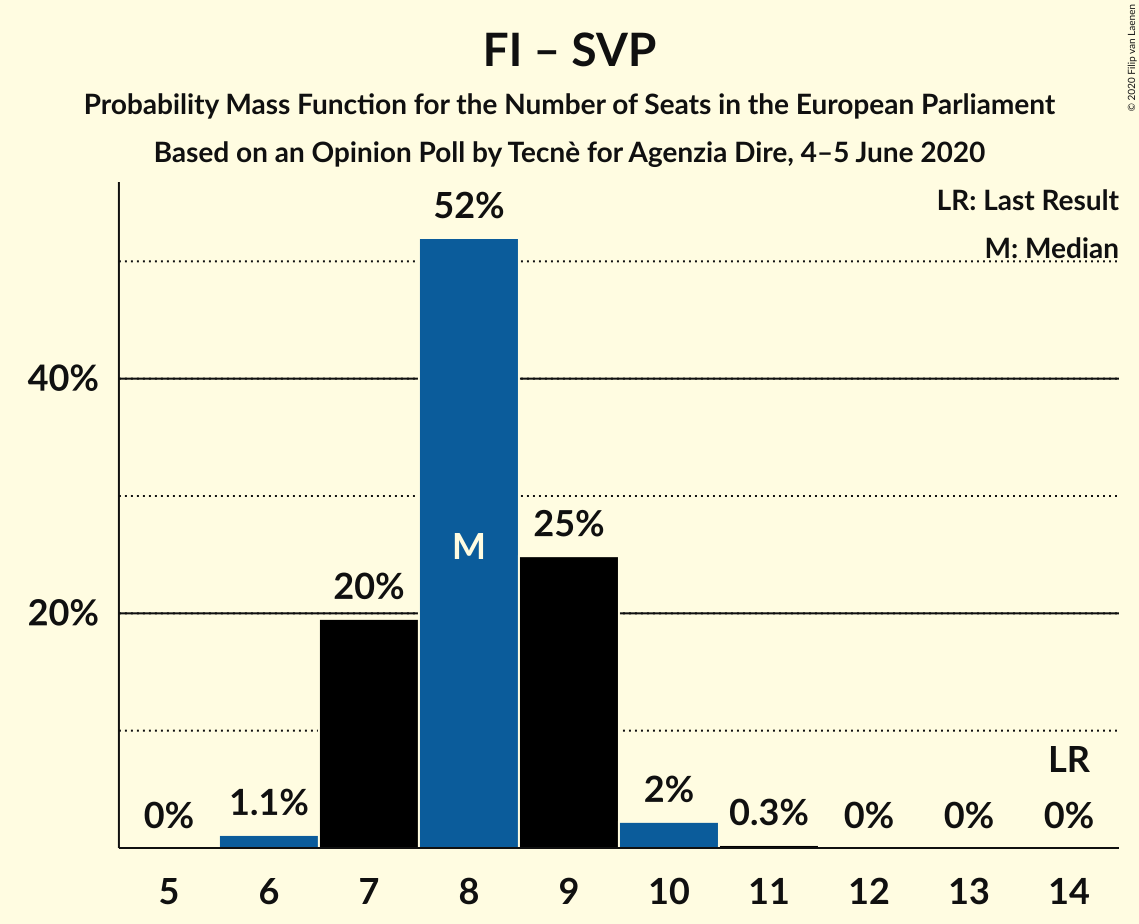 FI – SVP
Probability Mass Function for the Number of Seats in the European Parliament
Based on an Opinion Poll by Tecnè for Agenzia Dire, 4–5 June 2020
© 2020 Filip van Laenen
LR: Last Result
M: Median
52%
40%
M
25%
20%
20%
LR
0%
1.1%
2%
0.3%
0%
0%
0%
5 6 7 8 9 10 11 12 13 14